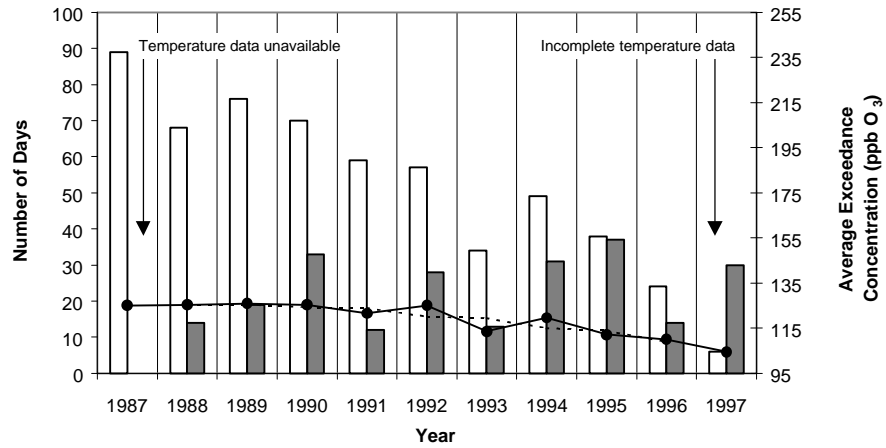 100
90
80
70
60
50
40
30
20
10
0
Number of Days
Temperature data unavailable
Incomplete temperature data
255
235
215
195
175
155
135
115
95
Average Exceedance
Concentration (ppb O 3)
1987 1988 1989 1990 1991 1992 1993 1994 1995 1996 1997
Year